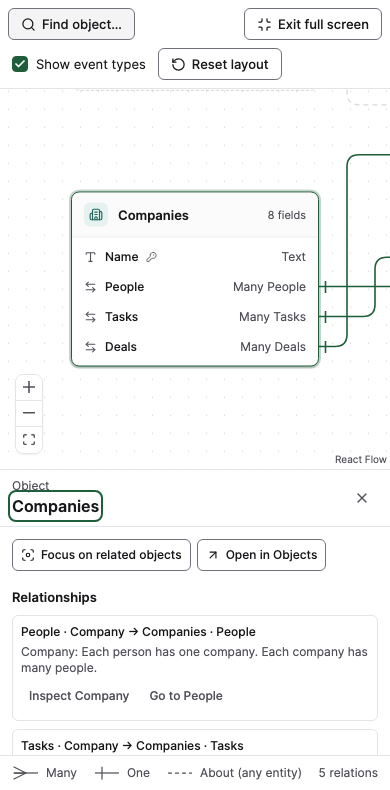 Find object...
Exit full screen
Show event types
Reset layout
Companies
8 fields
Name
Text
People
Many People
Tasks
Many Tasks
Deals
Many Deals
React Flow
Object
Companies
Focus on related objects
Open in Objects
Relationships
People · Company → Companies · People
Company: Each person has one company. Each company has
many people.
Inspect Company
Go to People
Tasks · Company → Companies · Tasks
Many
One
About (any entity)
5 relations